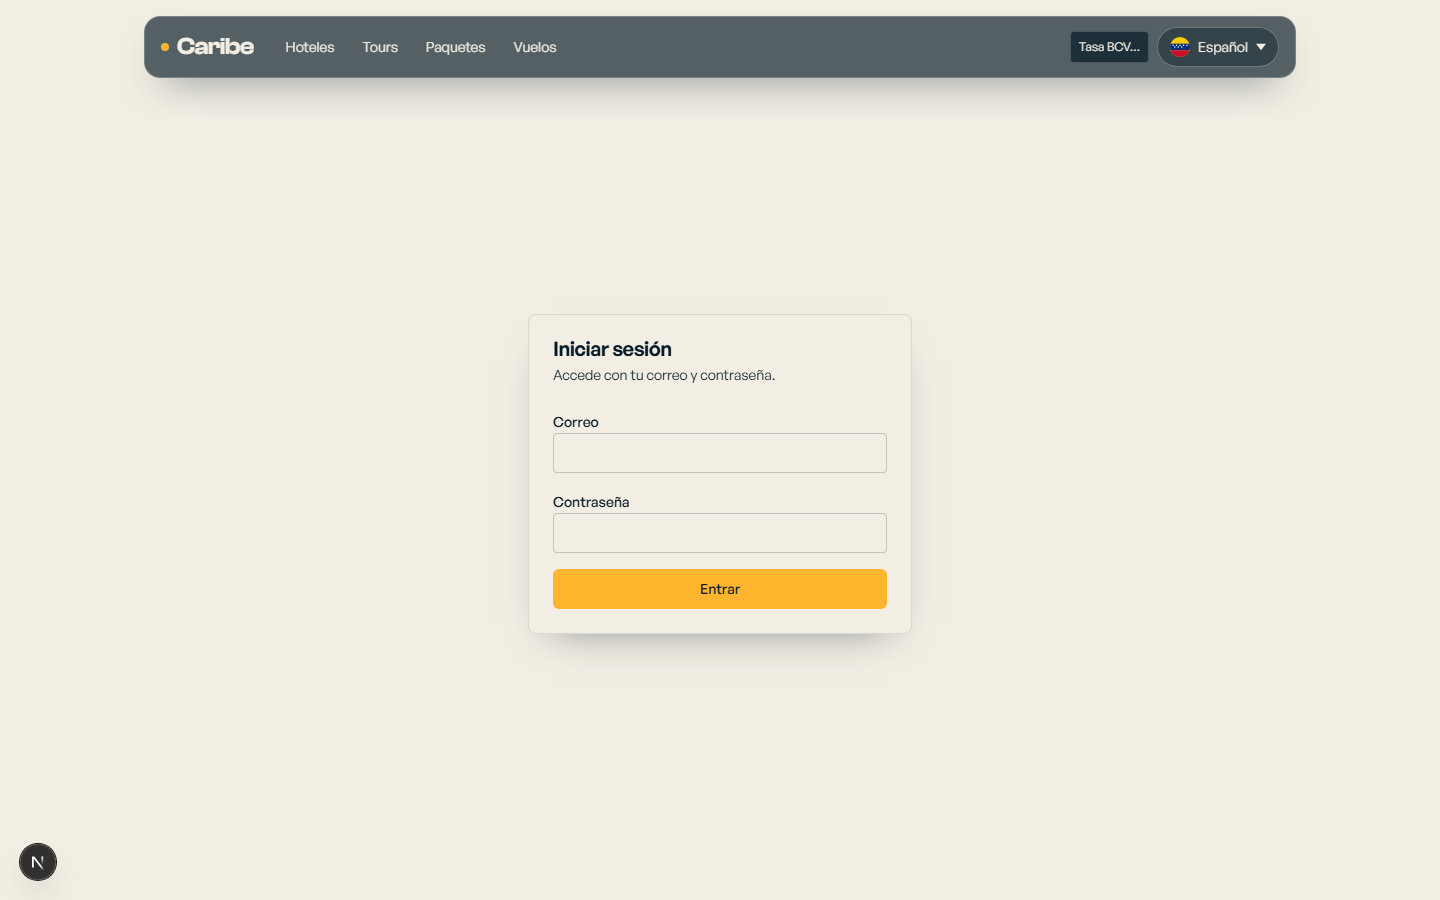 Caribe
Hoteles
Tours
Paquetes
Vuelos
Tasa BCV...
Español
Iniciar sesión
Accede con tu correo y contraseña.
Correo
Contraseña
Entrar
N